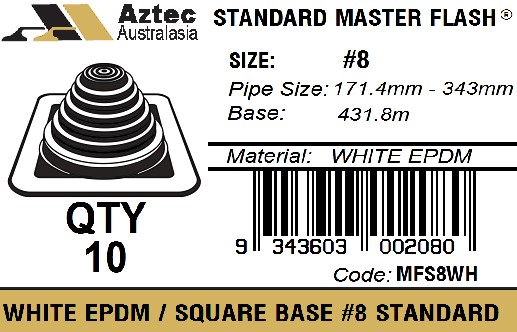 Aztec
Australasia
STANDARD MASTER FLASH®
SIZE: #8
Pipe Size: 171.4mm - 343mm
Base: 431.8m
Material: WHITE EPDM
QTY
10
9 343603 002080
Code: MFS8WH
WHITE EPDM / SQUARE BASE #8 STANDARD